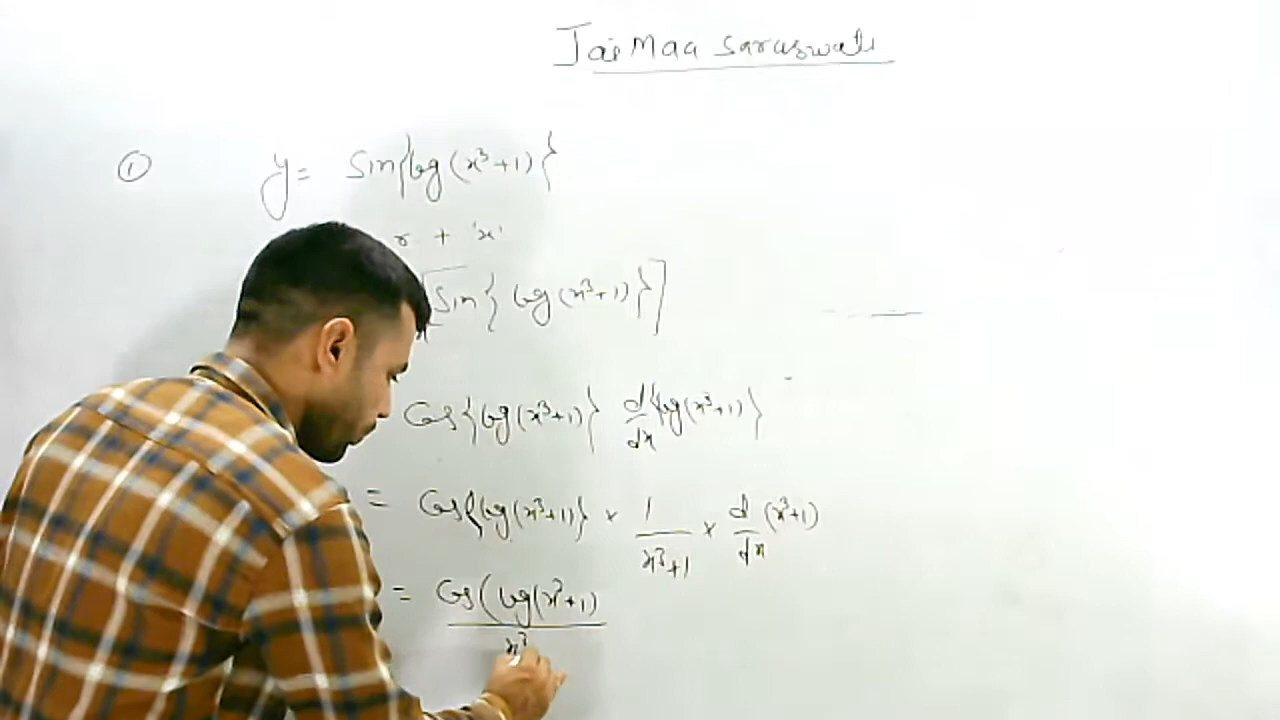 Jai Maa Saraswati
① y = Sin{log(x³+1)}
r t 'x'
[Sin{log(x³+1)}]
Cos{log(x³+1)} d/dx{log(x³+1)}
= Cos{log(x³+1)} × 1/x³+1 × d/dx (x³+1)
= Cos(log(x³+1)/x³